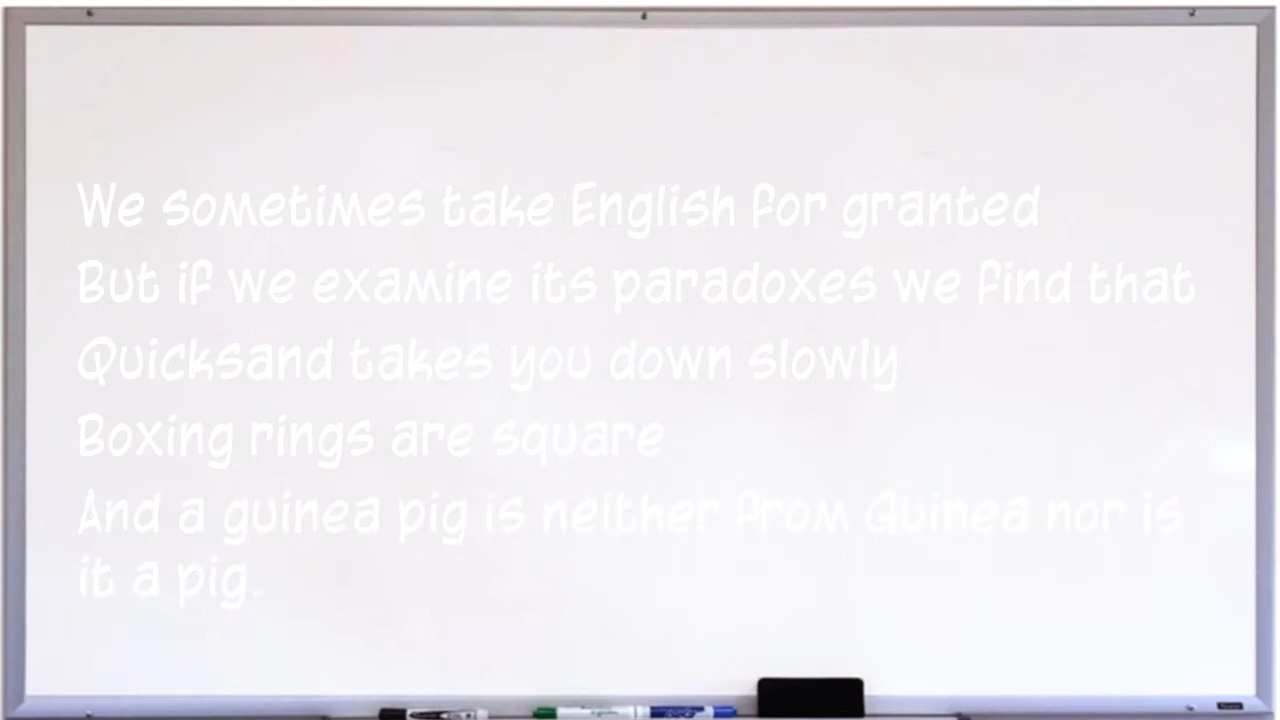 We sometimes take English for granted
But if we examine its paradoxes we find that
Quicksand takes you down slowly
Boxing rings are square
And a guinea pig is neither from Guinea nor is
it a pig.